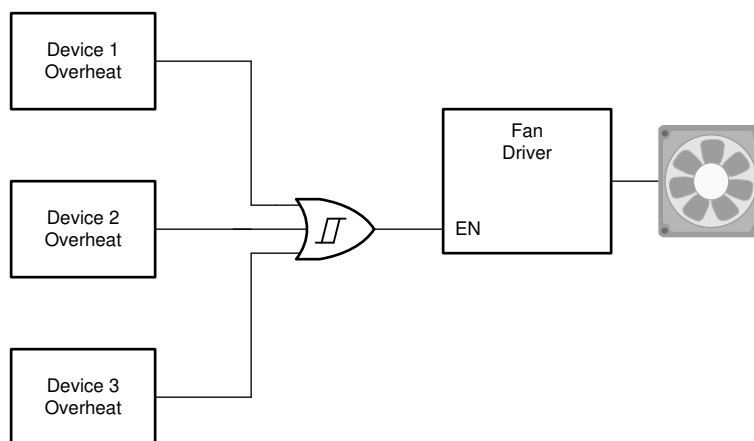 Device 1
Overheat
Fan
Driver
Device 2
Overheat
EN
Device 3
Overheat